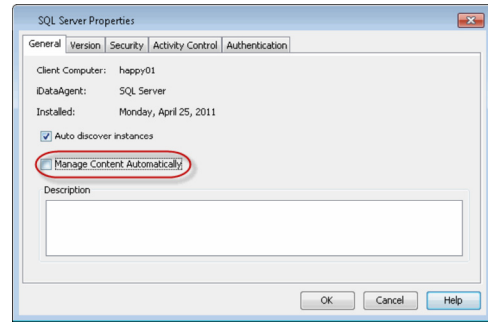 SQL Server Properties
General Version Security Activity Control Authentication
Client Computer: happy01
iDataAgent: SQL Server
Installed: Monday, April 25, 2011
Auto discover instances
Manage Content Automatically
Description
OK Cancel Help